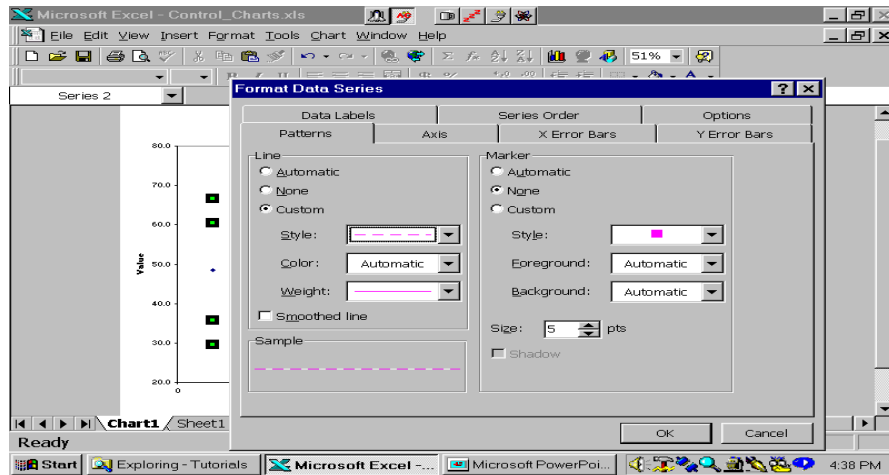 Microsoft Excel - Control_Charts.xls
File Edit View Insert Format Tools Chart Window Help
51%
Series 2
Format Data Series
Data Labels Series Order Options
Patterns Axis X Error Bars Y Error Bars
Line
Automatic
None
Custom
Style:
Color: Automatic
Weight:
Smoothed line
Sample
Marker
Automatic
None
Custom
Style:
Foreground: Automatic
Background: Automatic
Size: 5 pts
Shadow
OK Cancel
80.0
70.0
60.0
50.0
40.0
30.0
20.0
0
Value
Chart1 Sheet1
Ready
Start Exploring - Tutorials Microsoft Excel -... Microsoft PowerPoi... 4:38 PM